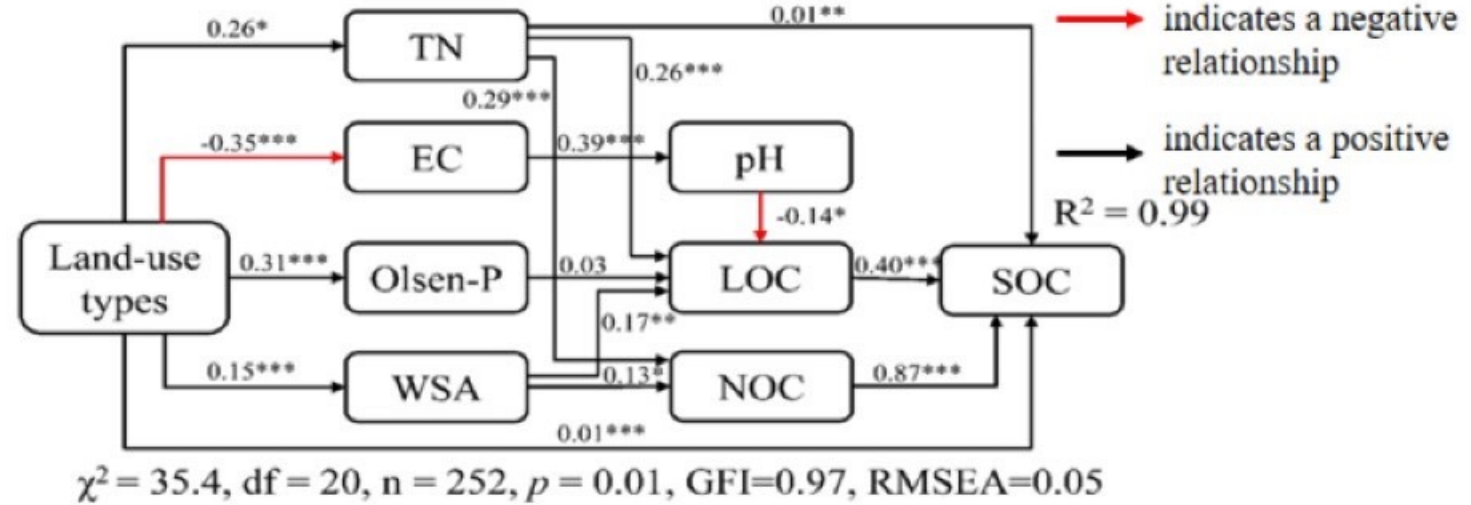 0.26*
TN
0.01**
0.26***
0.29***
indicates a negative
relationship
-0.35***
EC
0.39***
pH
indicates a positive
relationship
-0.14*
R² = 0.99
Land-use
types
0.31***
Olsen-P
0.03
LOC
0.40***
SOC
0.17**
0.15***
WSA
0.13*
NOC
0.87***
0.01***
χ² = 35.4, df = 20, n = 252, p = 0.01, GFI=0.97, RMSEA=0.05